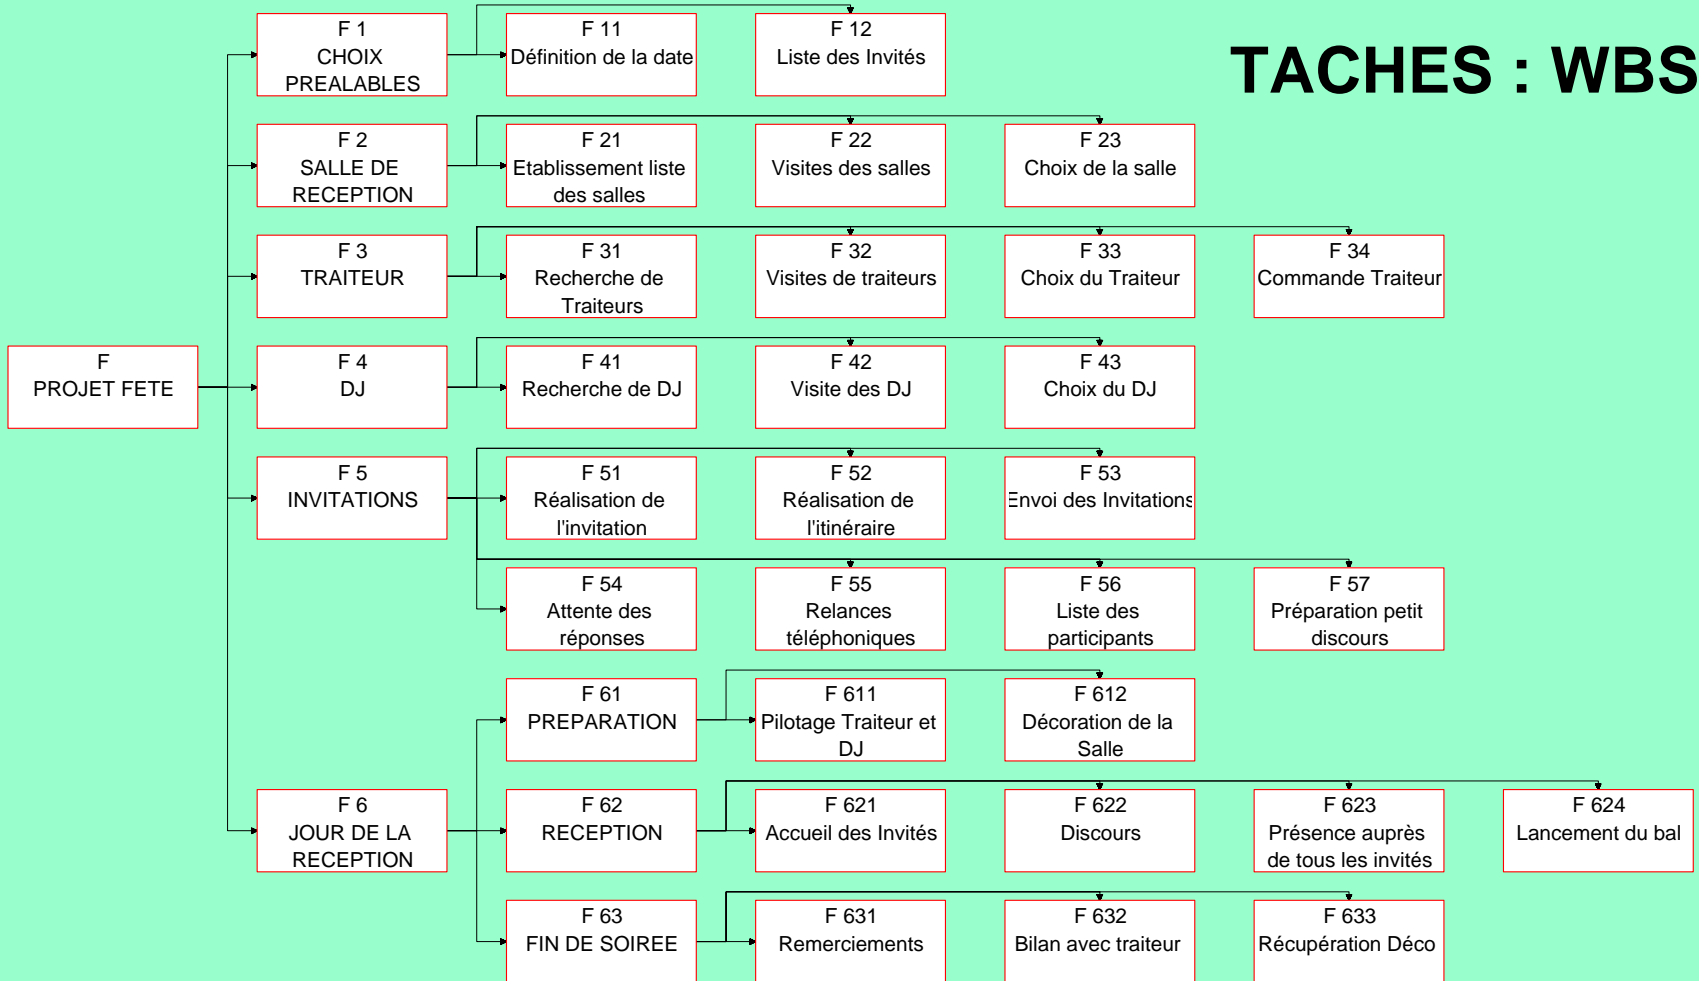 TACHES : WBS
F 1
CHOIX
PREALABLES
F 11
Définition de la date
F 12
Liste des Invités
F 2
SALLE DE
RECEPTION
F 21
Etablissement liste
des salles
F 22
Visites des salles
F 23
Choix de la salle
F 3
TRAITEUR
F 31
Recherche de
Traiteurs
F 32
Visites de traiteurs
F 33
Choix du Traiteur
F 34
Commande Traiteur
F
PROJET FETE
F 4
DJ
F 41
Recherche de DJ
F 42
Visite des DJ
F 43
Choix du DJ
F 5
INVITATIONS
F 51
Réalisation de
l'invitation
F 52
Réalisation de
l'itinéraire
F 53
Envoi des Invitations
F 54
Attente des
réponses
F 55
Relances
téléphoniques
F 56
Liste des
participants
F 57
Préparation petit
discours
F 61
PREPARATION
F 611
Pilotage Traiteur et
DJ
F 612
Décoration de la
Salle
F 6
JOUR DE LA
RECEPTION
F 62
RECEPTION
F 621
Accueil des Invités
F 622
Discours
F 623
Présence auprès
de tous les invités
F 624
Lancement du bal
F 63
FIN DE SOIREE
F 631
Remerciements
F 632
Bilan avec traiteur
F 633
Récupération Déco